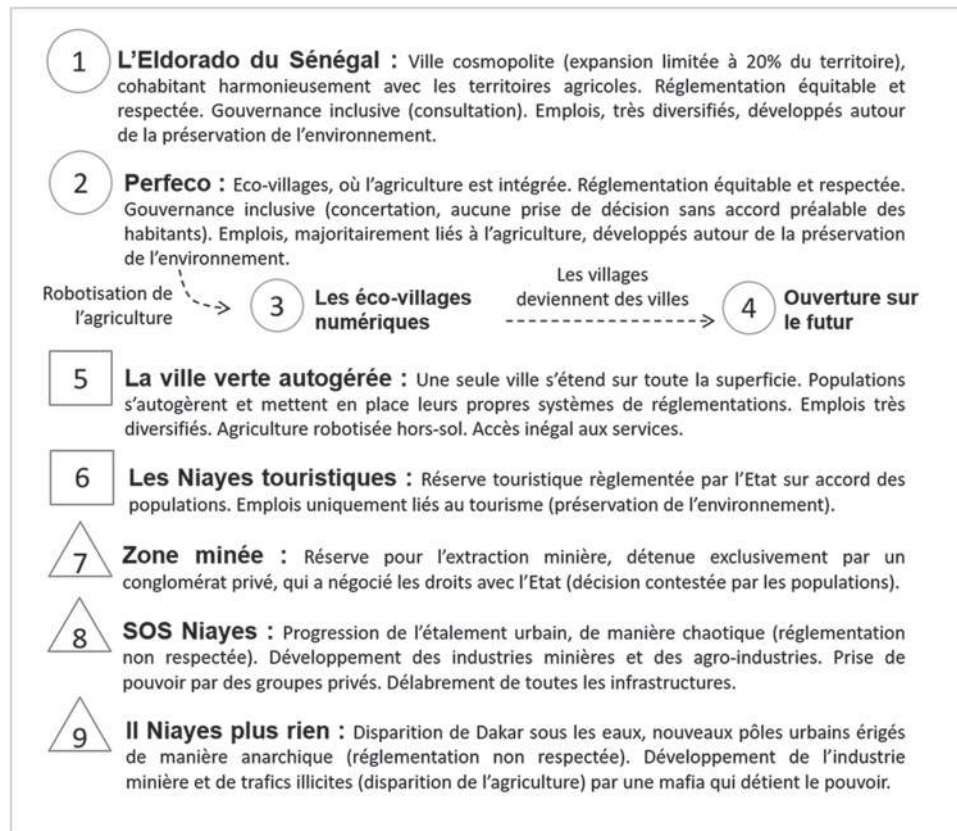 1 L'Eldorado du Sénégal : Ville cosmopolite (expansion limitée à 20% du territoire),
cohabitant harmonieusement avec les territoires agricoles. Réglementation équitable et
respectée. Gouvernance inclusive (consultation). Emplois, très diversifiés, développés autour
de la préservation de l'environnement.
2 Perfeco : Eco-villages, où l'agriculture est intégrée. Réglementation équitable et respectée.
Gouvernance inclusive (concertation, aucune prise de décision sans accord préalable des
habitants). Emplois, majoritairement liés à l'agriculture, développés autour de la préservation
de l'environnement.
Robotisation de
l'agriculture
3 Les éco-villages
numériques
Les villages
deviennent des villes
4 Ouverture sur
le futur
5 La ville verte autogérée : Une seule ville s'étend sur toute la superficie. Populations
s'autogèrent et mettent en place leurs propres systèmes de réglementations. Emplois très
diversifiés. Agriculture robotisée hors-sol. Accès inégal aux services.
6 Les Niayes touristiques : Réserve touristique règlementée par l'Etat sur accord des
populations. Emplois uniquement liés au tourisme (préservation de l'environnement).
7 Zone minée : Réserve pour l'extraction minière, détenue exclusivement par un
conglomérat privé, qui a négocié les droits avec l'Etat (décision contestée par les populations).
8 SOS Niayes : Progression de l'étalement urbain, de manière chaotique (réglementation
non respectée). Développement des industries minières et des agro-industries. Prise de
pouvoir par des groupes privés. Délabrement de toutes les infrastructures.
9 Il Niayes plus rien : Disparition de Dakar sous les eaux, nouveaux pôles urbains érigés
de manière anarchique (réglementation non respectée). Développement de l'industrie
minière et de trafics illicites (disparition de l'agriculture) par une mafia qui détient le pouvoir.